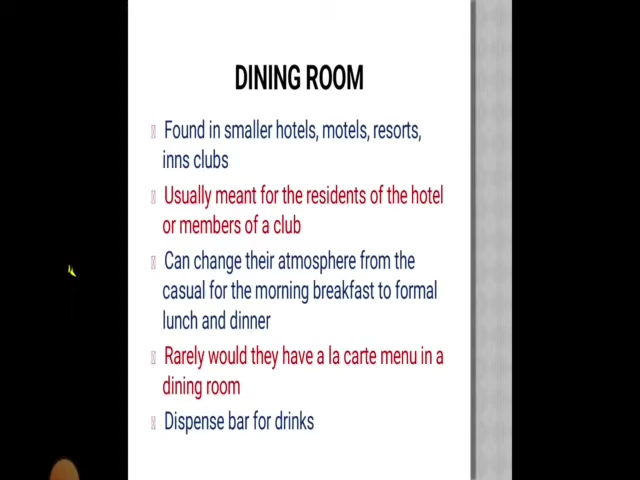 DINING ROOM
Found in smaller hotels, motels, resorts,
inns clubs
Usually meant for the residents of the hotel
or members of a club
Can change their atmosphere from the
casual for the morning breakfast to formal
lunch and dinner
Rarely would they have a la carte menu in a
dining room
Dispense bar for drinks